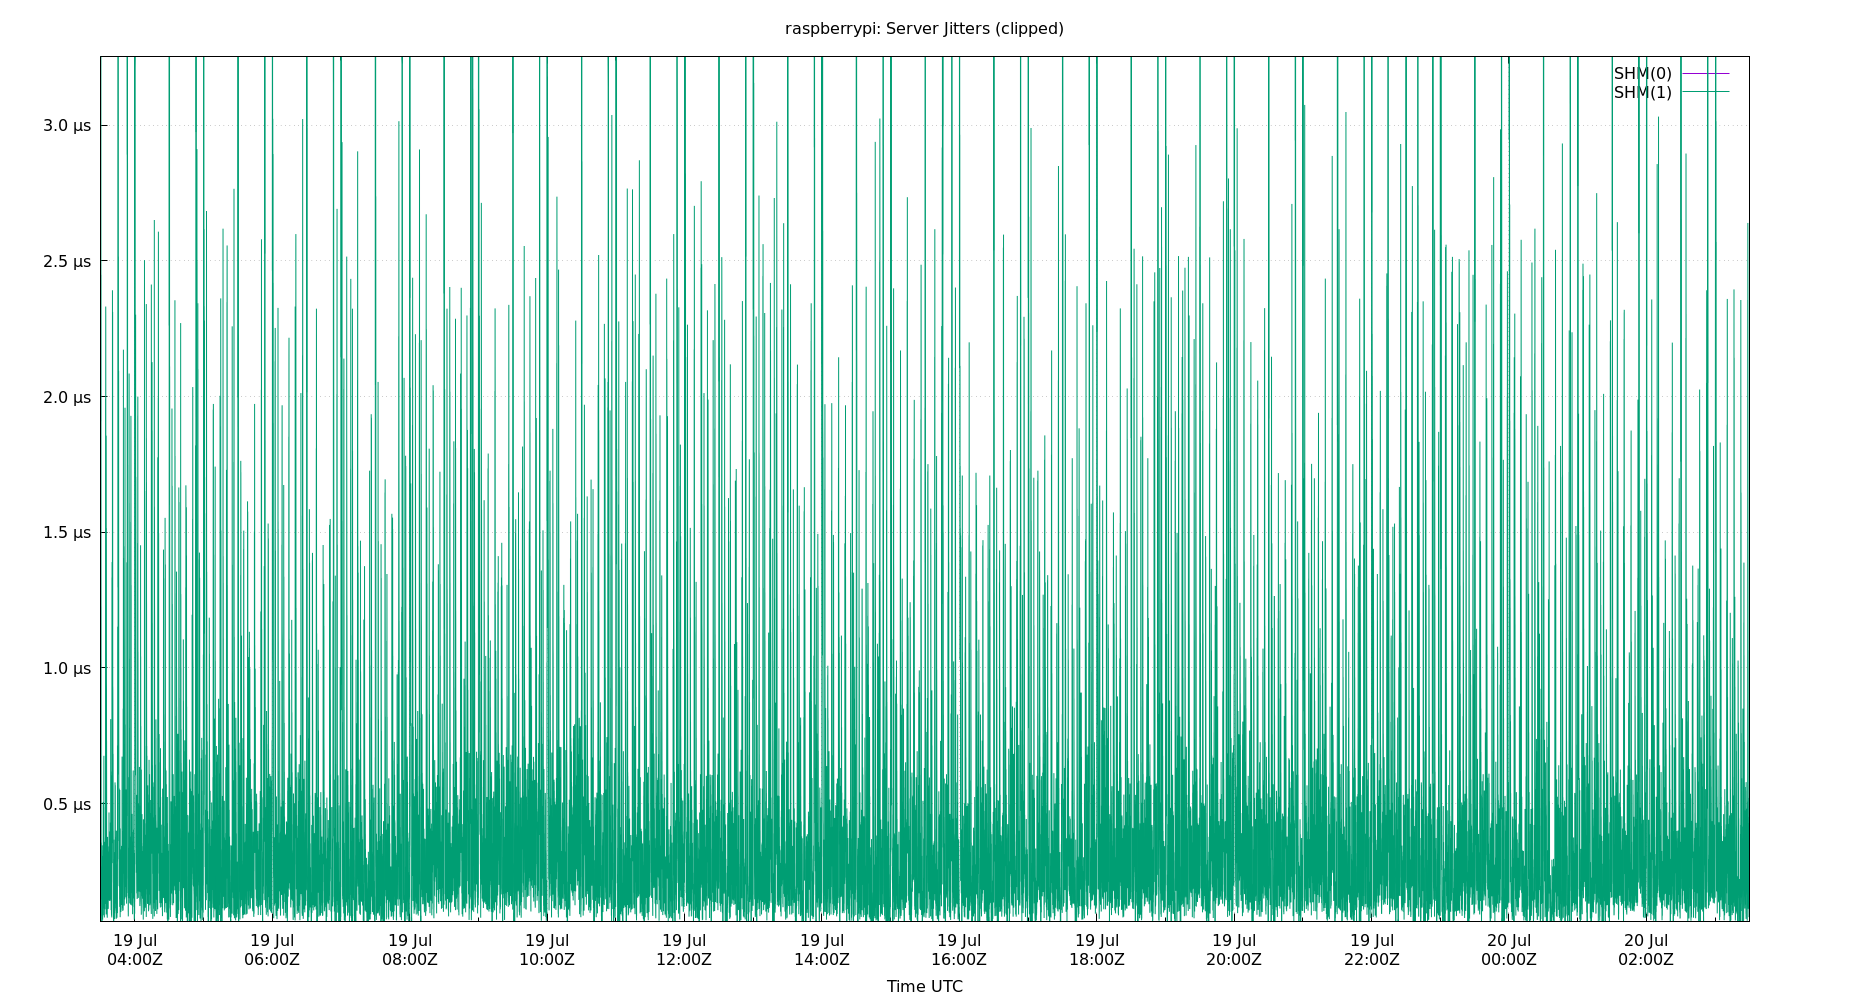 raspberrypi: Server Jitters (clipped)
SHM(0)
SHM(1)
3.0 µs
2.5 µs
2.0 µs
1.5 µs
1.0 µs
0.5 µs
19 Jul 19 Jul 19 Jul 19 Jul 19 Jul 19 Jul 19 Jul 19 Jul 19 Jul 19 Jul 20 Jul 20 Jul
04:00Z 06:00Z 08:00Z 10:00Z 12:00Z 14:00Z 16:00Z 18:00Z 20:00Z 22:00Z 00:00Z 02:00Z
Time UTC